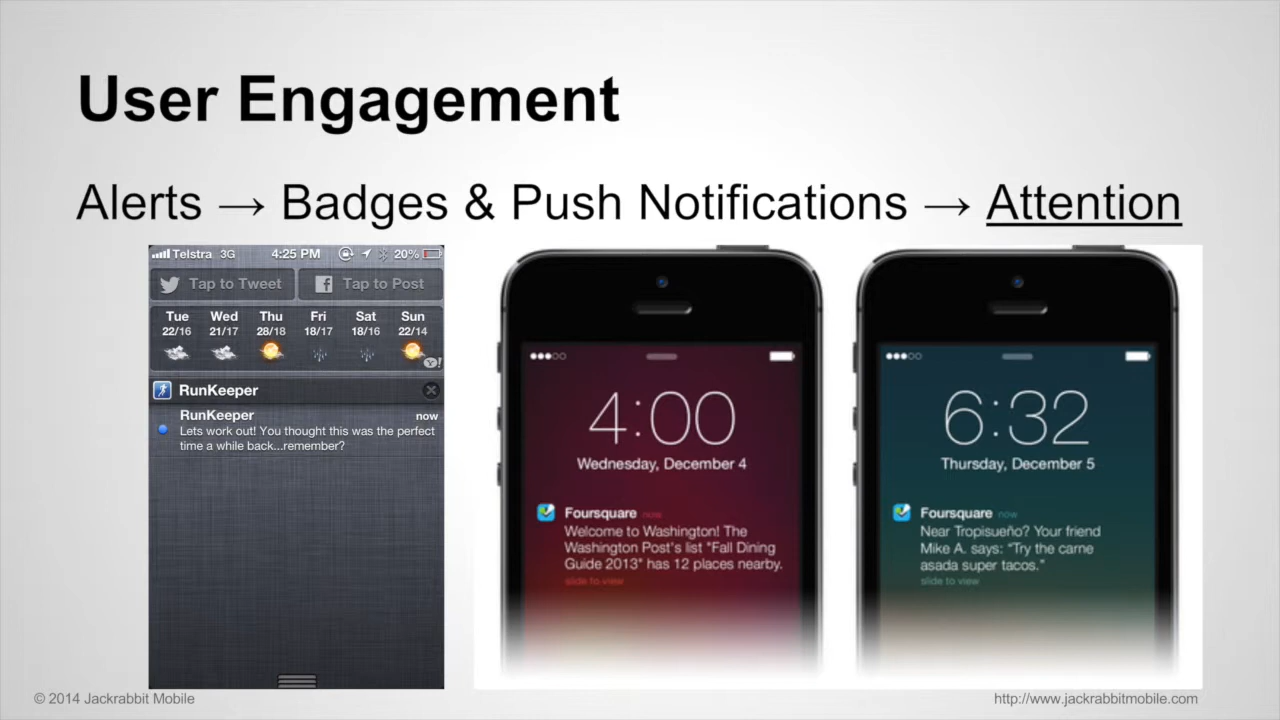 User Engagement
Alerts → Badges & Push Notifications → Attention
Telstra 3G 4:25 PM 20%
Tap to Tweet Tap to Post
Tue Wed Thu Fri Sat Sun
22/16 21/17 28/18 18/17 18/16 22/14
Y!
RunKeeper
RunKeeper now
Lets work out! You thought this was the perfect
time a while back...remember?
4:00
Wednesday, December 4
Foursquare now
Welcome to Washington! The
Washington Post's list "Fall Dining
Guide 2013" has 12 places nearby.
slide to view
6:32
Thursday, December 5
Foursquare now
Near Tropisueño? Your friend
Mike A. says: “Try the carne
asada super tacos.”
slide to view
© 2014 Jackrabbit Mobile
http://www.jackrabbitmobile.com